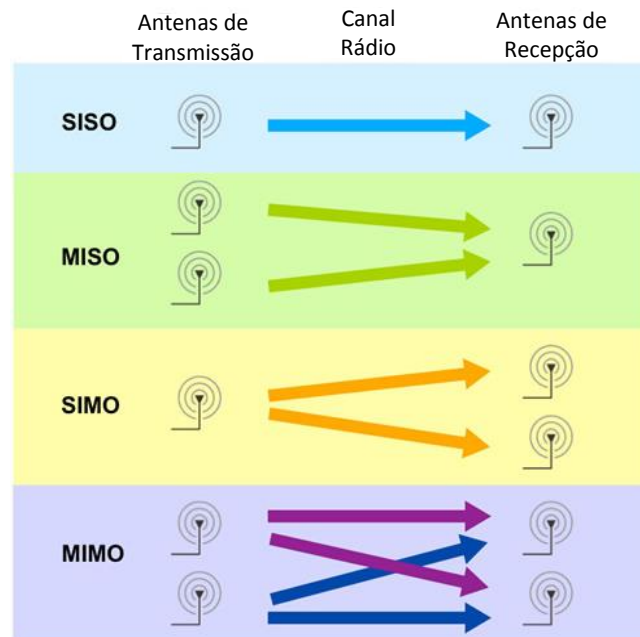 Antenas de
Transmissão
Canal
Rádio
Antenas de
Recepção
SISO
MISO
SIMO
MIMO